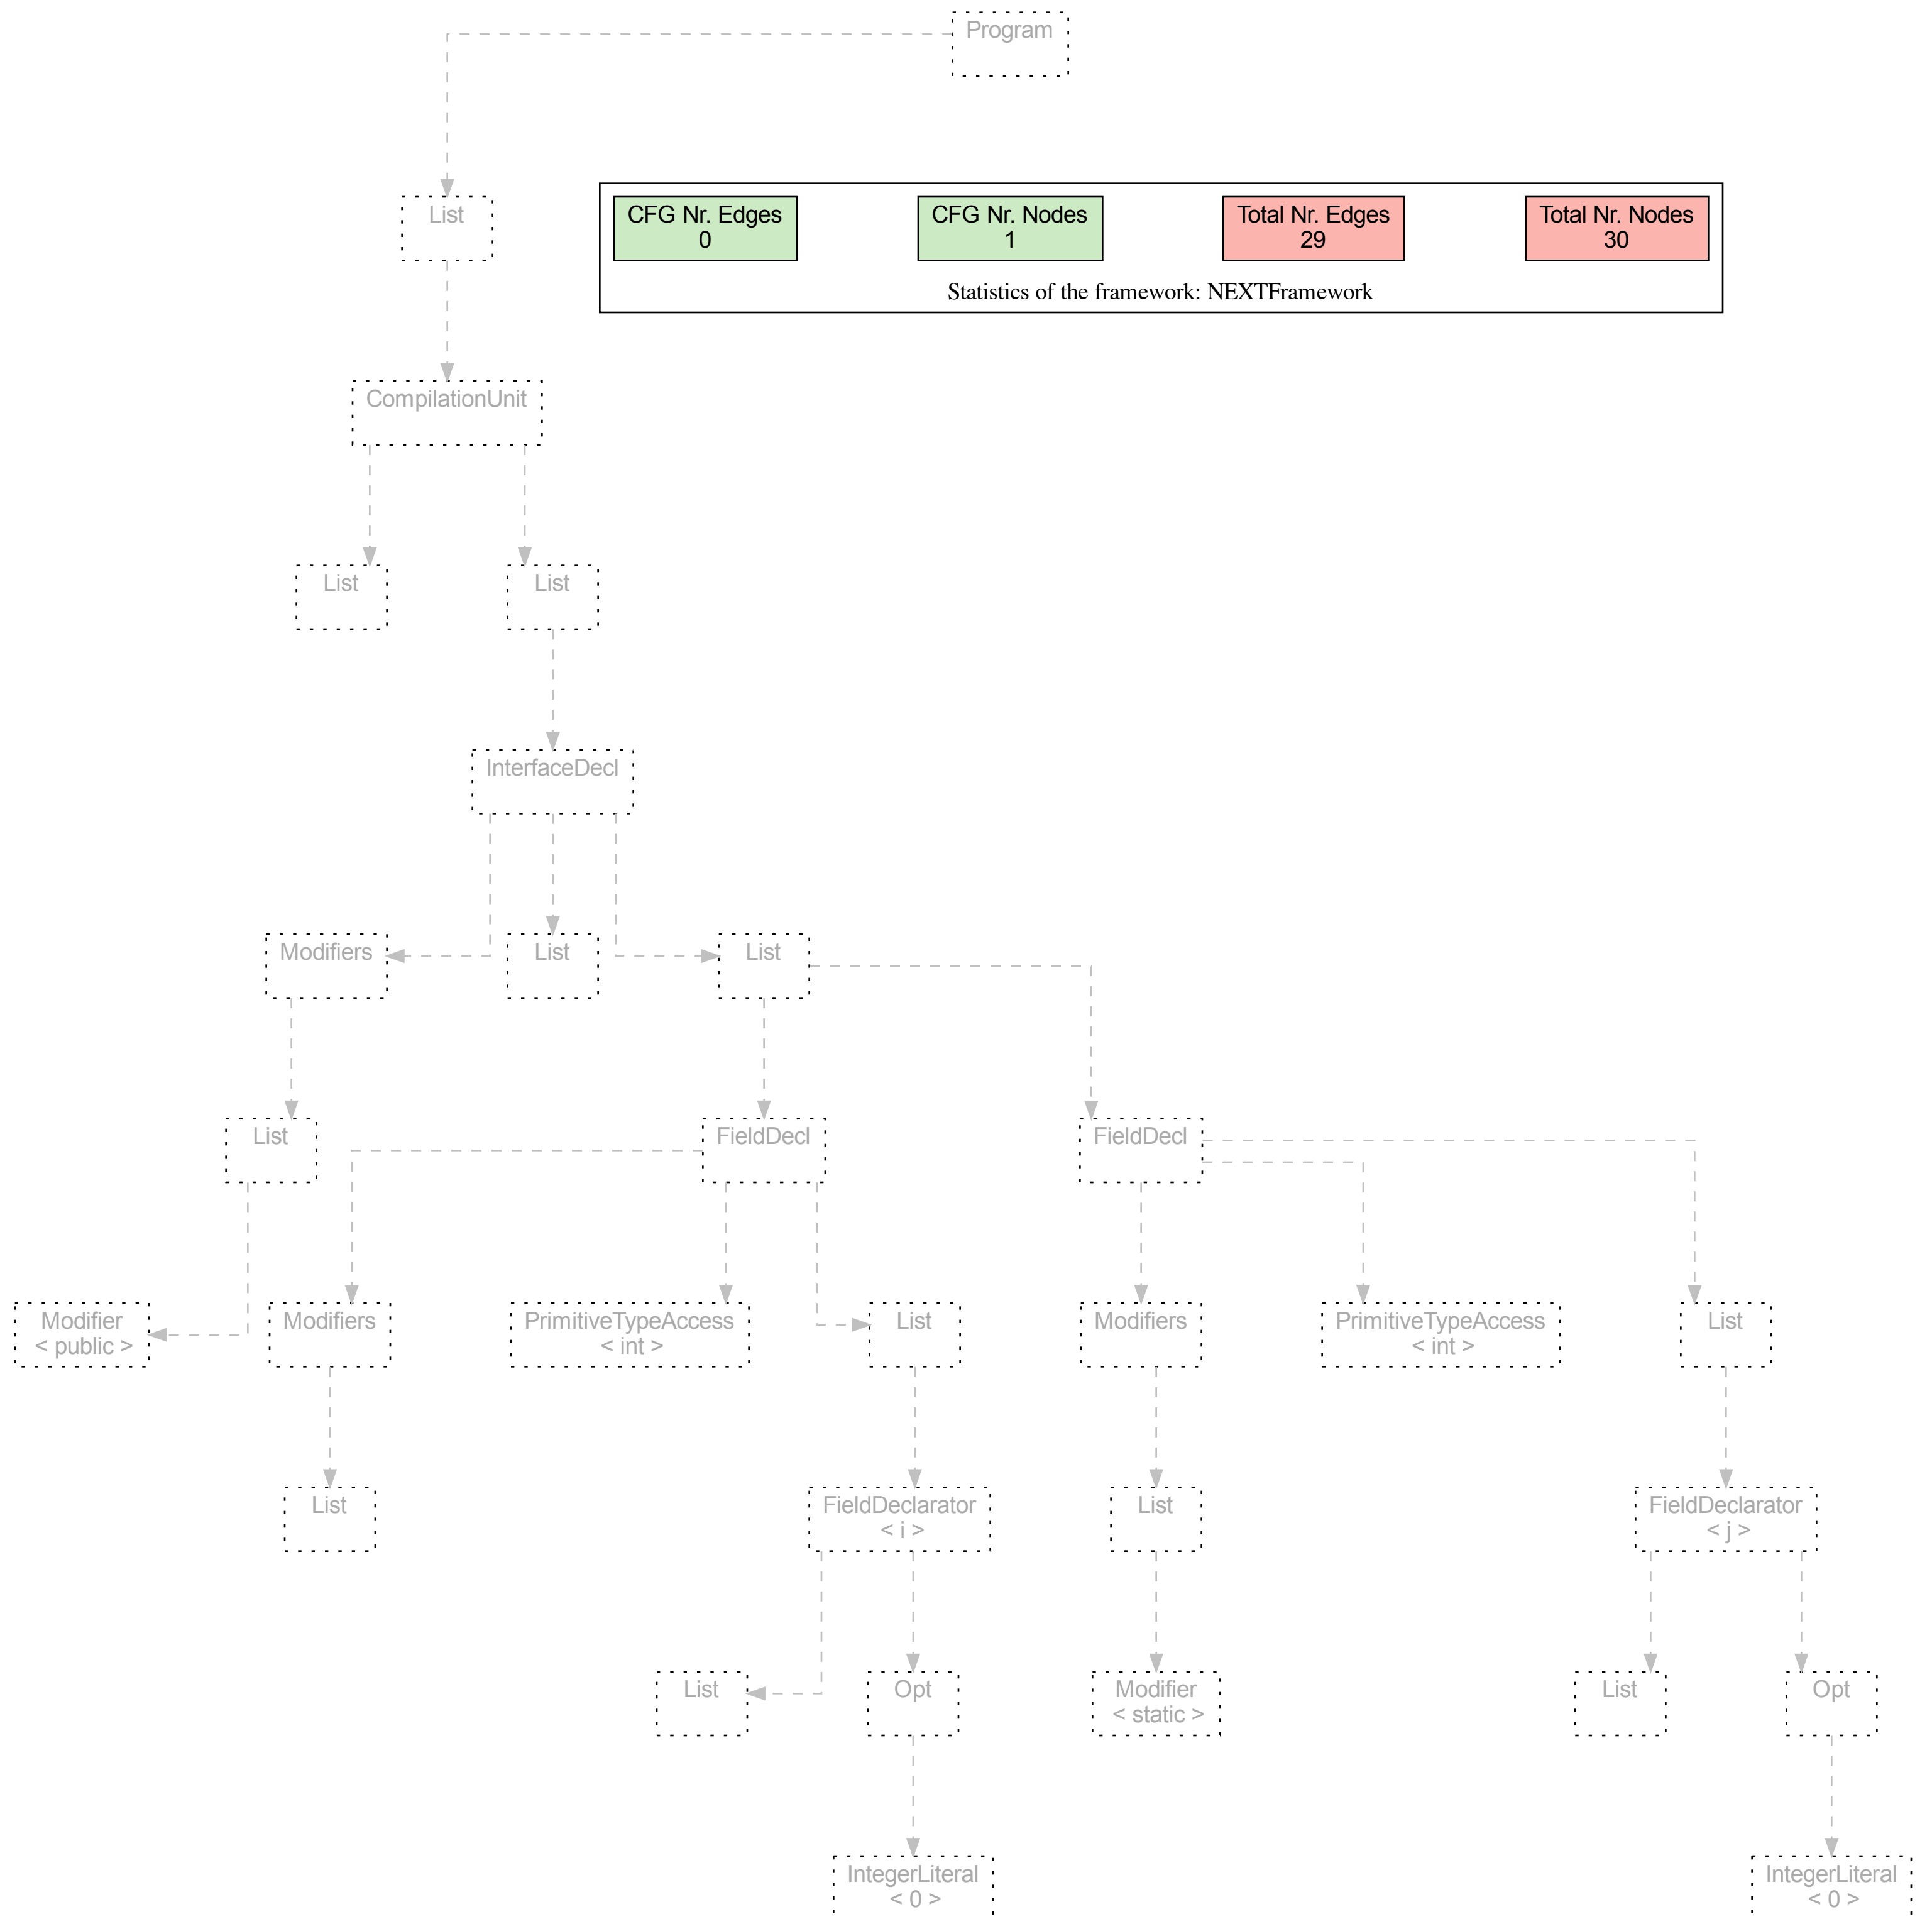 Program
List
CFG Nr. Edges
0
CFG Nr. Nodes
1
Total Nr. Edges
29
Total Nr. Nodes
30
Statistics of the framework: NEXTFramework
CompilationUnit
List
List
InterfaceDecl
Modifiers
List
List
List
FieldDecl
FieldDecl
Modifier
< public >
Modifiers
PrimitiveTypeAccess
< int >
List
Modifiers
PrimitiveTypeAccess
< int >
List
List
FieldDeclarator
< i >
List
FieldDeclarator
< j >
List
Opt
Modifier
< static >
List
Opt
IntegerLiteral
< 0 >
IntegerLiteral
< 0 >